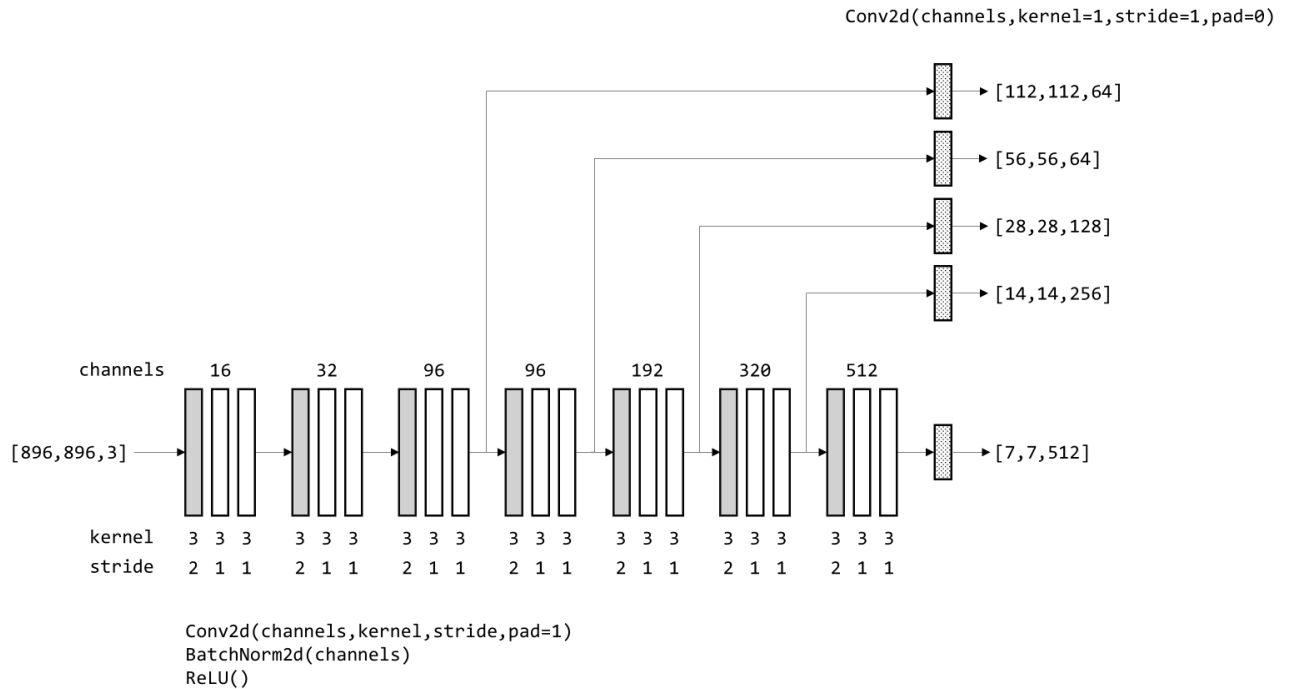 Conv2d(channels,kernel=1,stride=1,pad=0)
[112,112,64]
[56,56,64]
[28,28,128]
[14,14,256]
channels 16 32 96 96 192 320 512
[896,896,3]
[7,7,512]
kernel 3 3 3 3 3 3 3 3 3 3 3 3 3 3 3 3 3 3 3 3 3
stride 2 1 1 2 1 1 2 1 1 2 1 1 2 1 1 2 1 1 2 1 1
Conv2d(channels,kernel,stride,pad=1)
BatchNorm2d(channels)
ReLU()